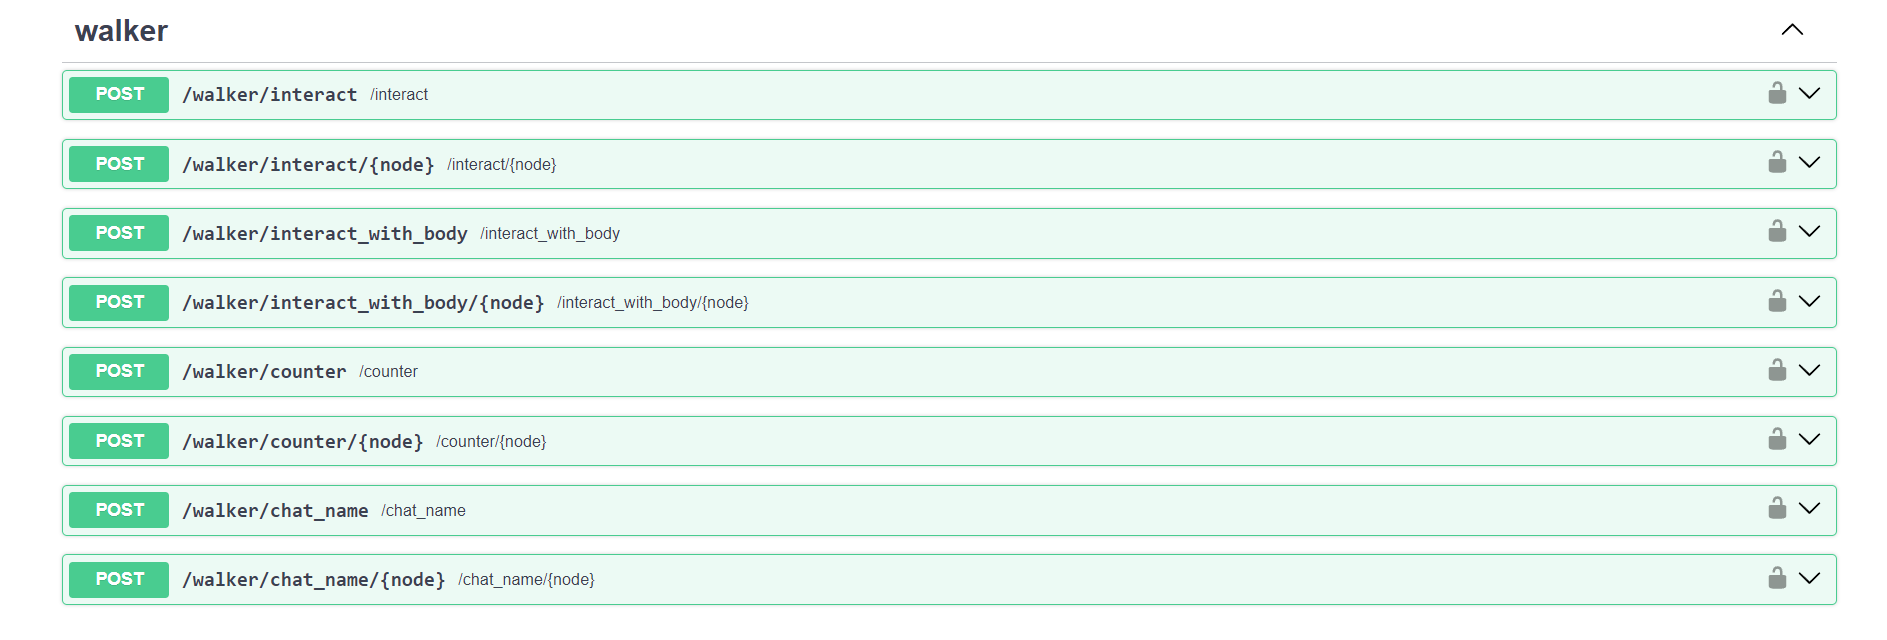 walker
POST /walker/interact /interact
POST /walker/interact/{node} /interact/{node}
POST /walker/interact_with_body /interact_with_body
POST /walker/interact_with_body/{node} /interact_with_body/{node}
POST /walker/counter /counter
POST /walker/counter/{node} /counter/{node}
POST /walker/chat_name /chat_name
POST /walker/chat_name/{node} /chat_name/{node}